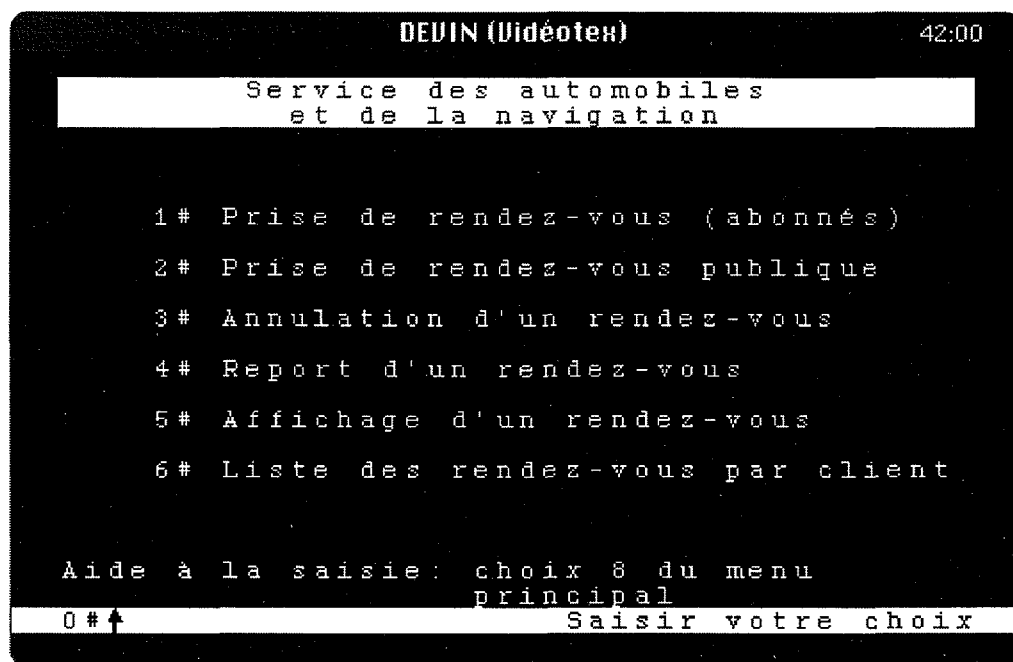 DEVIN (Vidéotex) 42:00
Service des automobiles
et de la navigation
1# Prise de rendez-vous (abonnés)
2# Prise de rendez-vous publique
3# Annulation d'un rendez-vous
4# Report d'un rendez-vous
5# Affichage d'un rendez-vous
6# Liste des rendez-vous par client
Aide à la saisie: choix 8 du menu
principal
0# Saisir votre choix